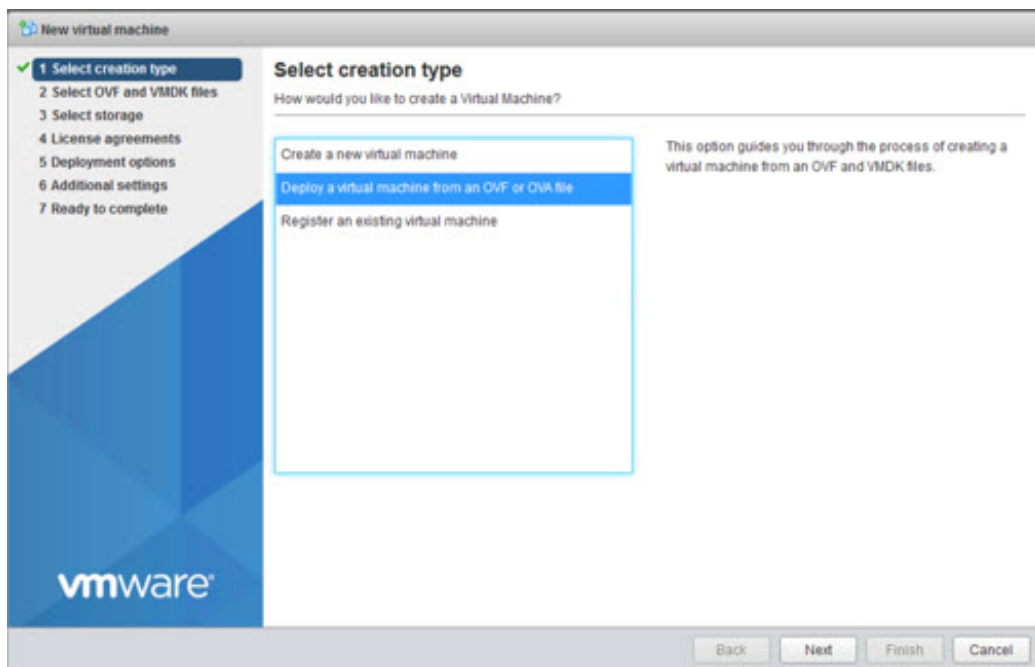 New virtual machine
1 Select creation type
2 Select OVF and VMDK files
3 Select storage
4 License agreements
5 Deployment options
6 Additional settings
7 Ready to complete
Select creation type
How would you like to create a Virtual Machine?
Create a new virtual machine
Deploy a virtual machine from an OVF or OVA file
Register an existing virtual machine
This option guides you through the process of creating a
virtual machine from an OVF and VMDK files.
vmware
Back
Next
Finish
Cancel